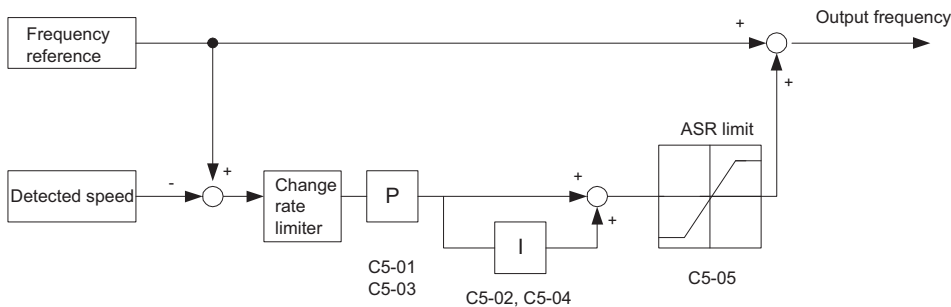 Frequency
reference
+
Output frequency
+
ASR limit
Detected speed
-
+
Change
rate
limiter
P
+
+
I
C5-01
C5-03
C5-02, C5-04
C5-05